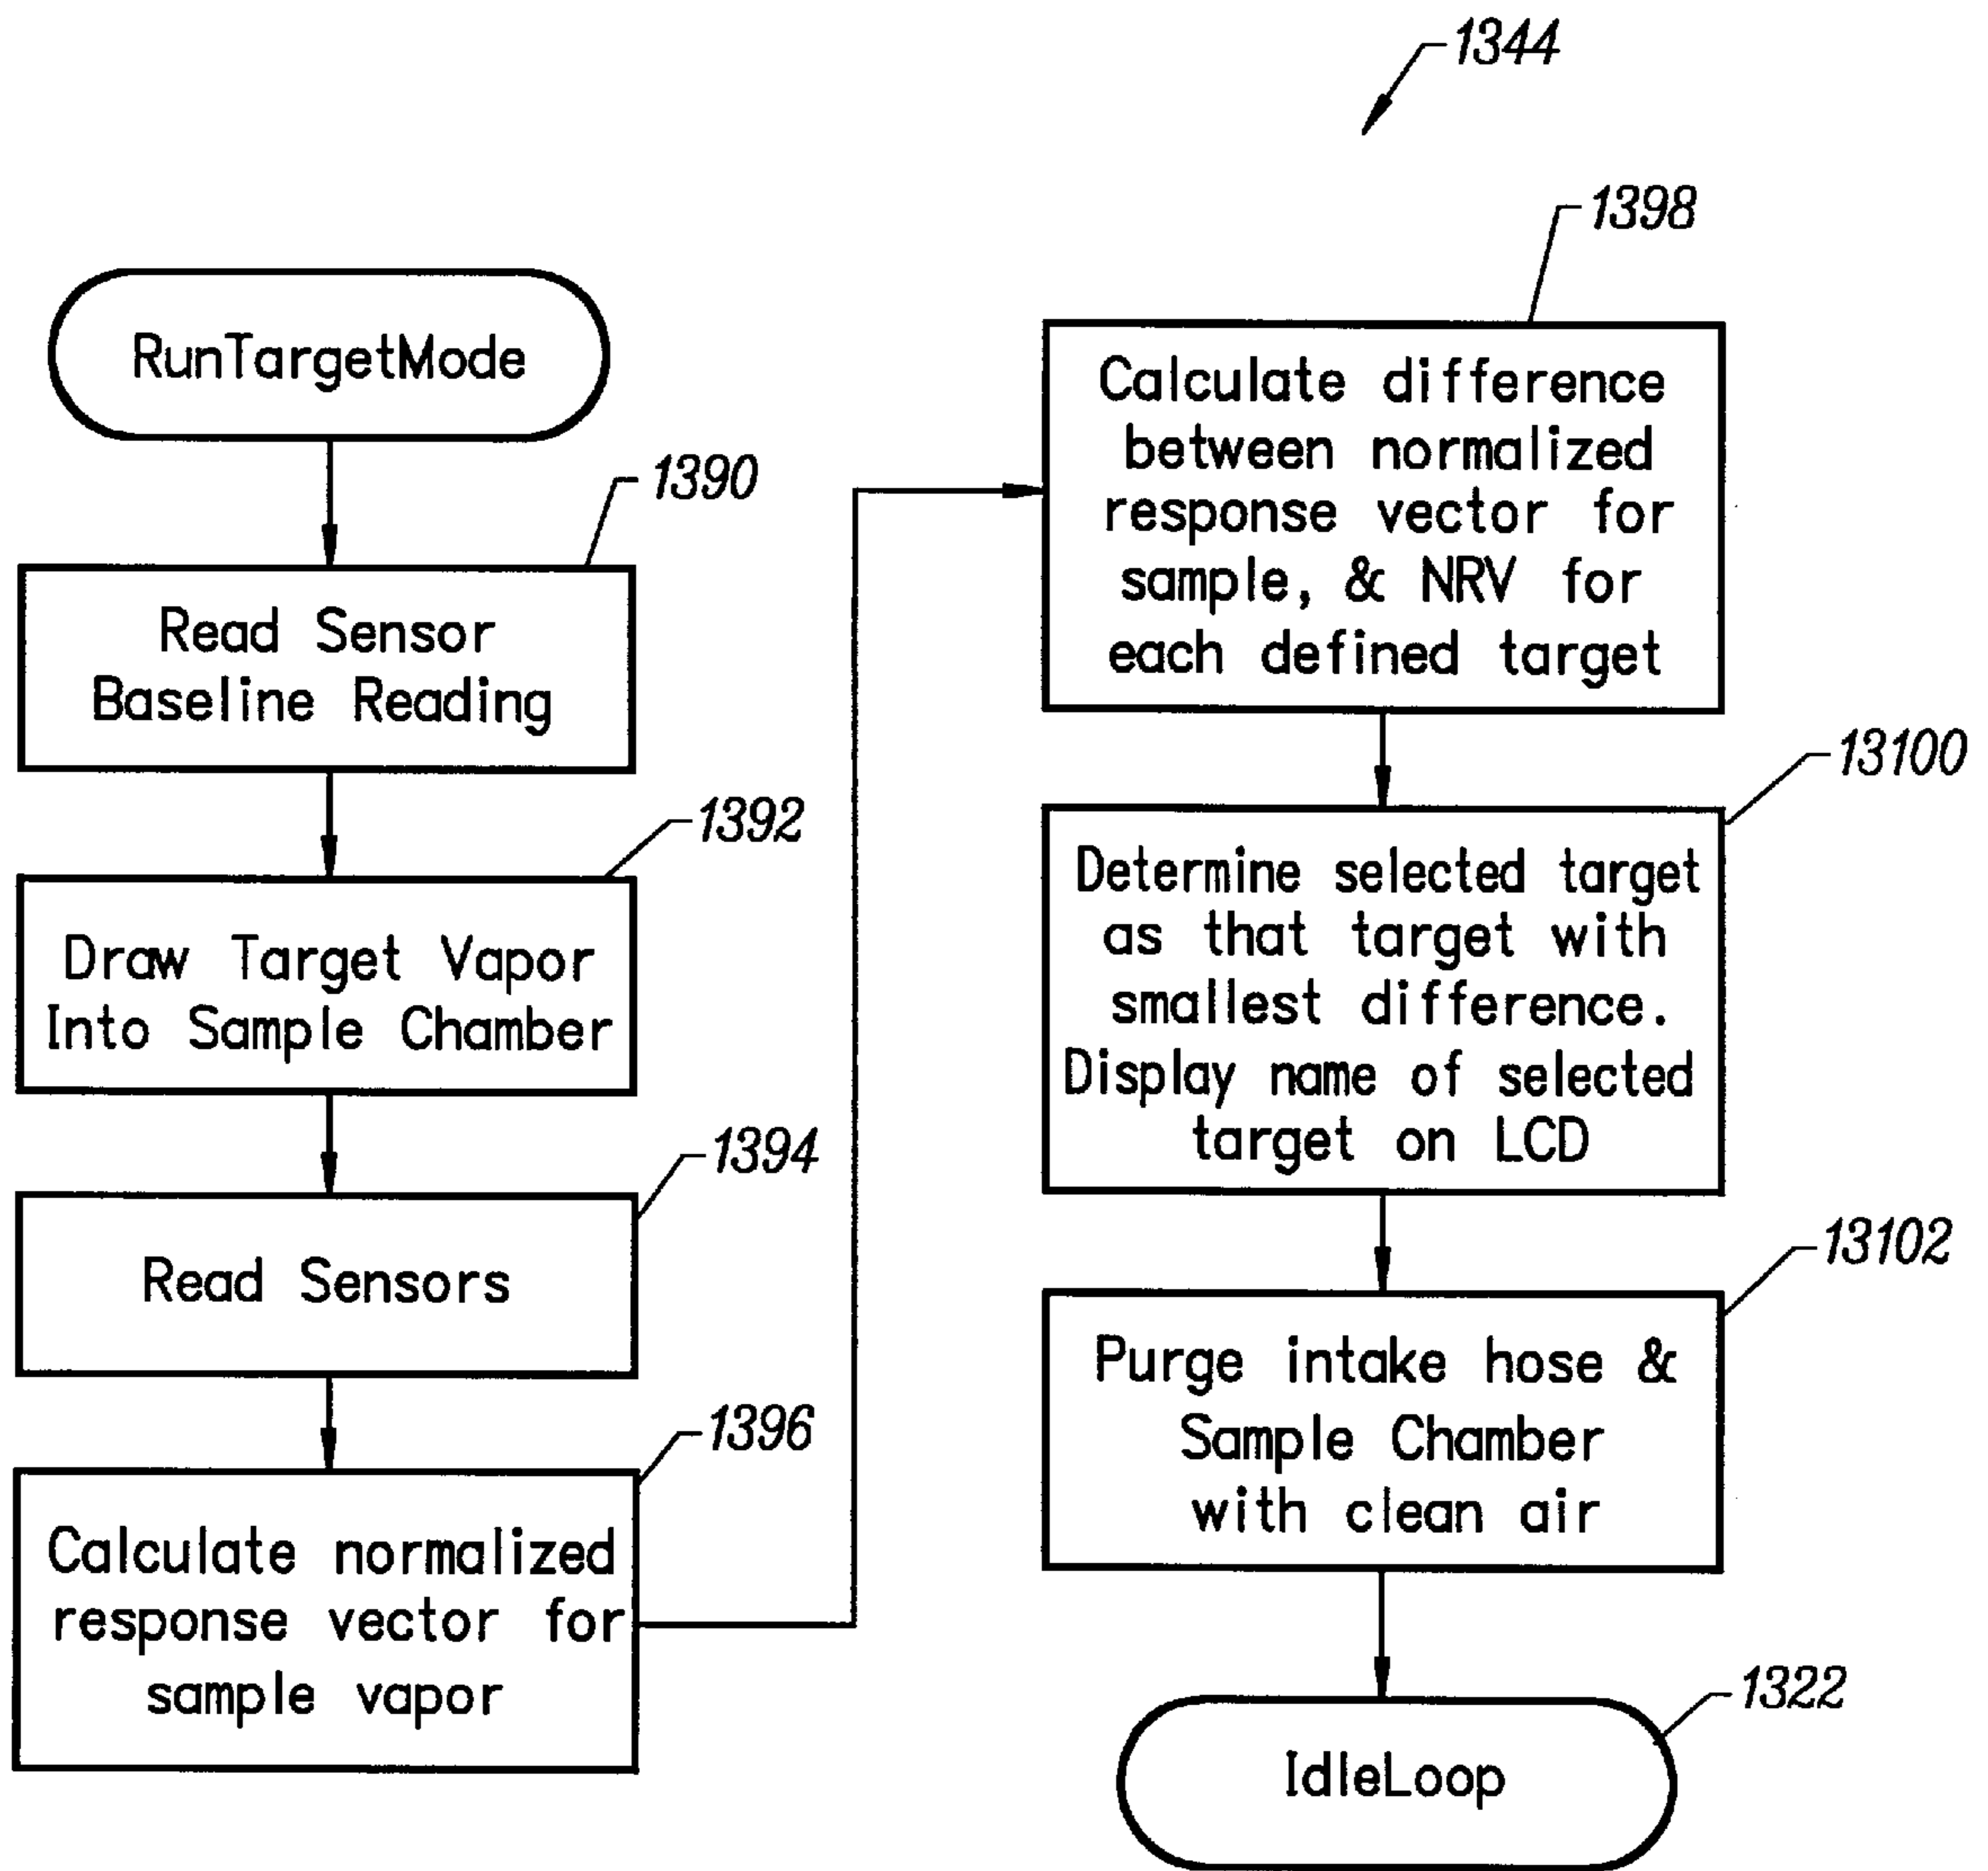 RunTargetMode
1390
Read Sensor
Baseline Reading
1392
Draw Target Vapor
Into Sample Chamber
1394
Read Sensors
1396
Calculate normalized
response vector for
sample vapor
1344
1398
Calculate difference
between normalized
response vector for
sample, & NRV for
each defined target
13100
Determine selected target
as that target with
smallest difference.
Display name of selected
target on LCD
13102
Purge intake hose &
Sample Chamber
with clean air
1322
IdleLoop